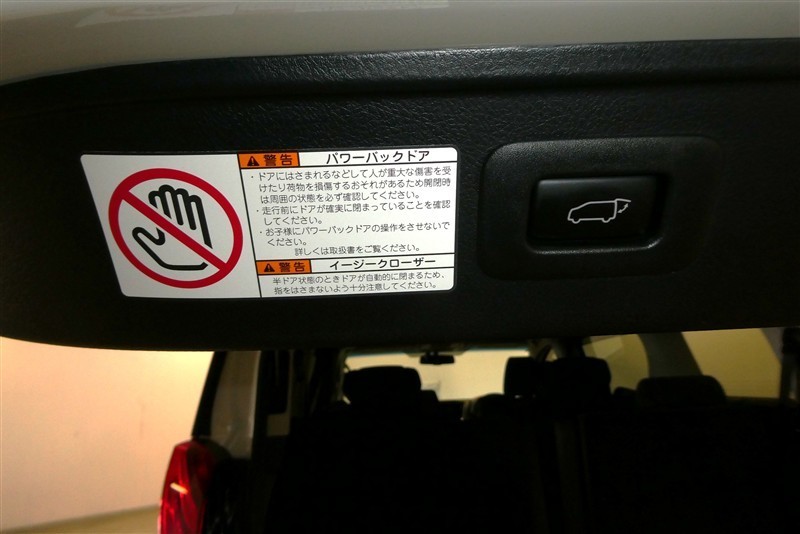 警告 パワーバックドア
・ドアにはさまれるなどして人が重大な傷害を受
けたり荷物を損傷するおそれがあるため開閉時
は周囲の状態を必ず確認してください。
・走行前にドアが確実に閉まっていることを確認
してください。
・お子様にパワーバックドアの操作をさせないで
ください。
詳しくは取扱書をご覧ください。
警告 イージークローザー
半ドア状態のときドアが自動的に閉まるため、
指をはさまないよう十分注意してください。